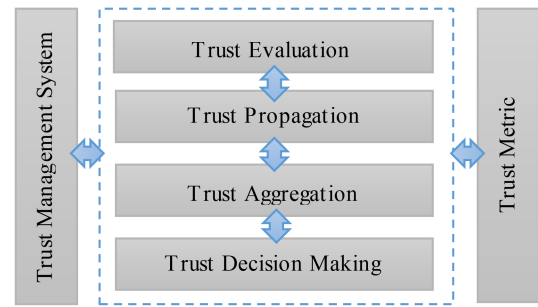 Trust Management System
Trust Evaluation
Trust Propagation
Trust Aggregation
Trust Decision Making
Trust Metric